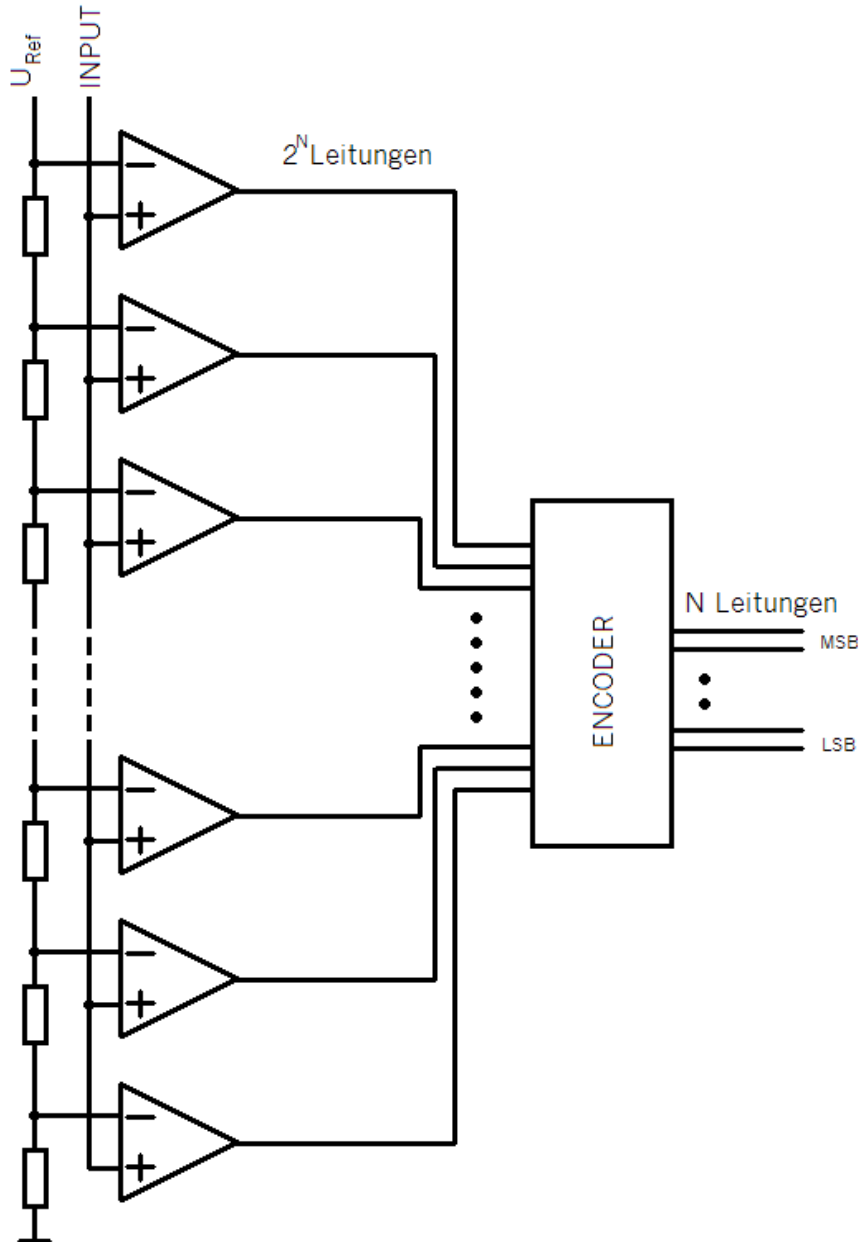 U_Ref
INPUT
2^N Leitungen
ENCODER
N Leitungen
MSB
LSB